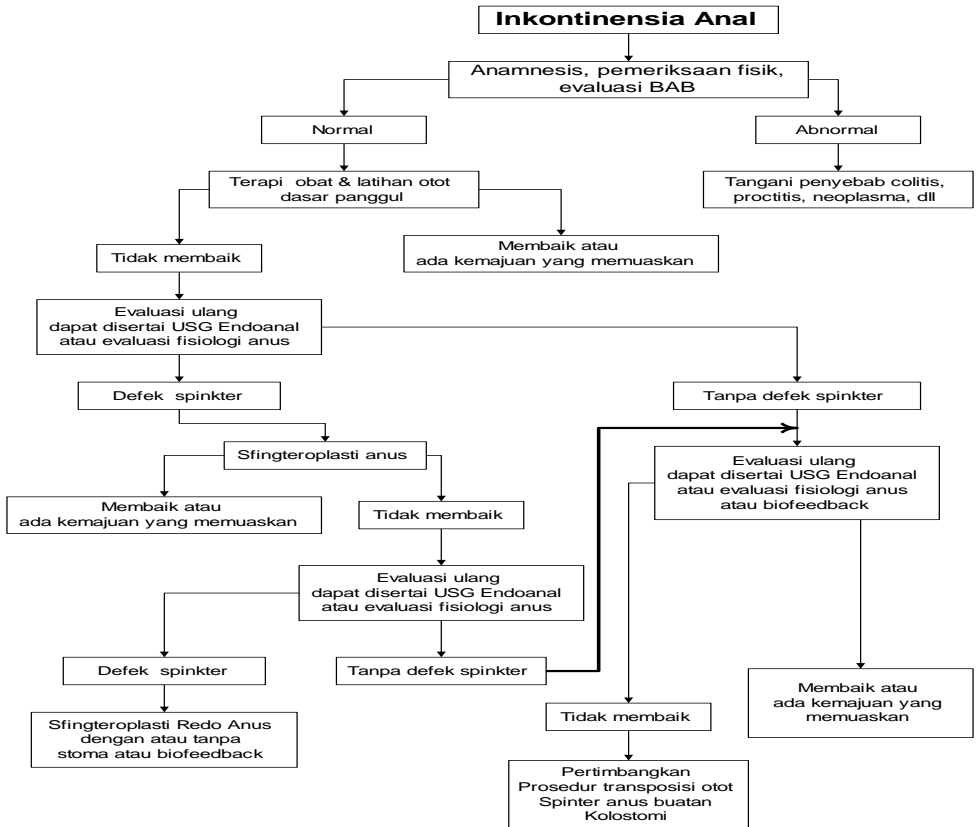 Inkontinensia Anal
Anamnesis, pemeriksaan fisik,
evaluasi BAB
Normal
Abnormal
Terapi obat & latihan otot
dasar panggul
Tangani penyebab colitis,
proctitis, neoplasma, dll
Tidak membaik
Membaik atau
ada kemajuan yang memuaskan
Evaluasi ulang
dapat disertai USG Endoanal
atau evaluasi fisiologi anus
Defek spinkter
Tanpa defek spinkter
Sfingteroplasti anus
Evaluasi ulang
dapat disertai USG Endoanal
atau evaluasi fisiologi anus
atau biofeedback
Membaik atau
ada kemajuan yang memuaskan
Tidak membaik
Evaluasi ulang
dapat disertai USG Endoanal
atau evaluasi fisiologi anus
Defek spinkter
Tanpa defek spinkter
Membaik atau
ada kemajuan yang
memuaskan
Sfingteroplasti Redo Anus
dengan atau tanpa
stoma atau biofeedback
Tidak membaik
Pertimbangkan
Prosedur transposisi otot
Spinter anus buatan
Kolostomi